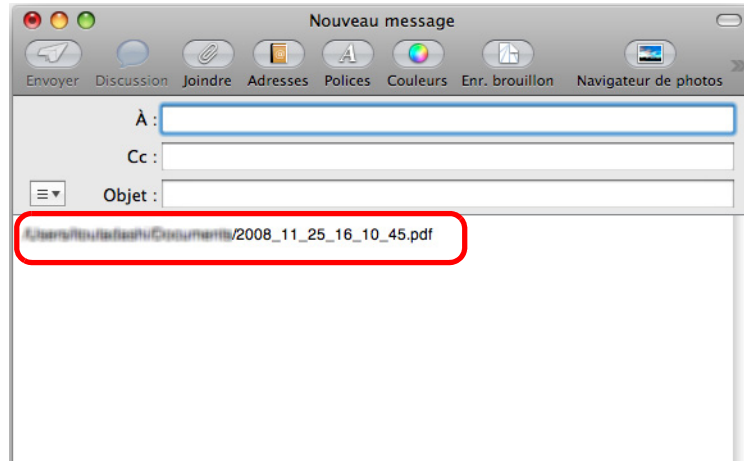 Nouveau message
Envoyer Discussion Joindre Adresses Polices Couleurs Enr. brouillon Navigateur de photos
À :
Cc :
Objet :
/2008_11_25_16_10_45.pdf